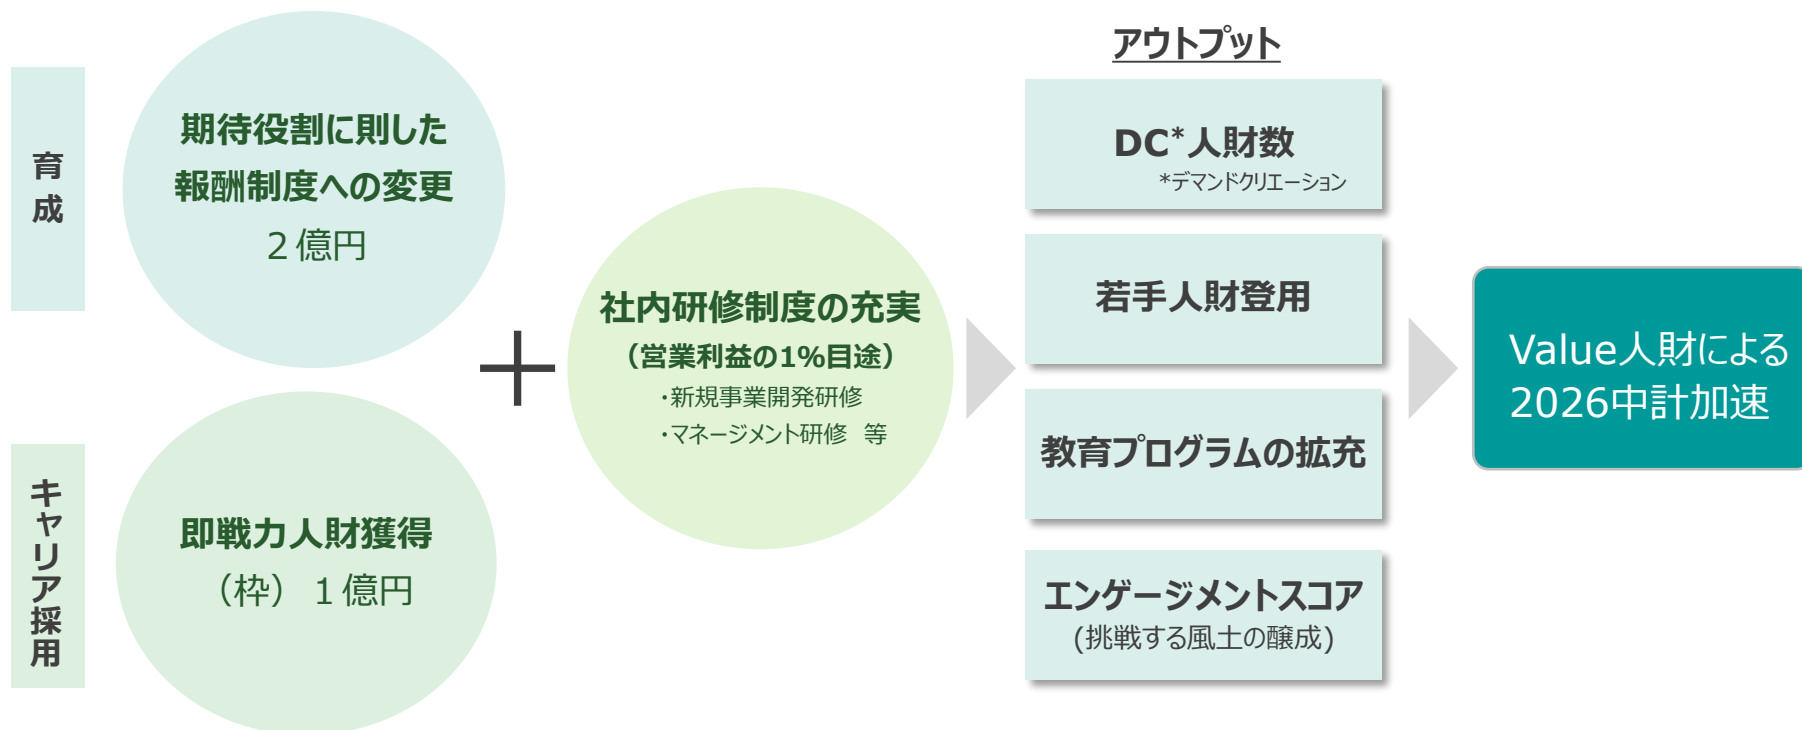 育成
期待役割に則した
報酬制度への変更
２億円
キャリア採用
即戦力人財獲得
（枠）１億円
＋
社内研修制度の充実
（営業利益の1%目途）
・新規事業開発研修
・マネージメント研修　等
アウトプット
DC*人財数
*デマンドクリエーション
若手人財登用
教育プログラムの拡充
エンゲージメントスコア
(挑戦する風土の醸成)
Value人財による
2026中計加速